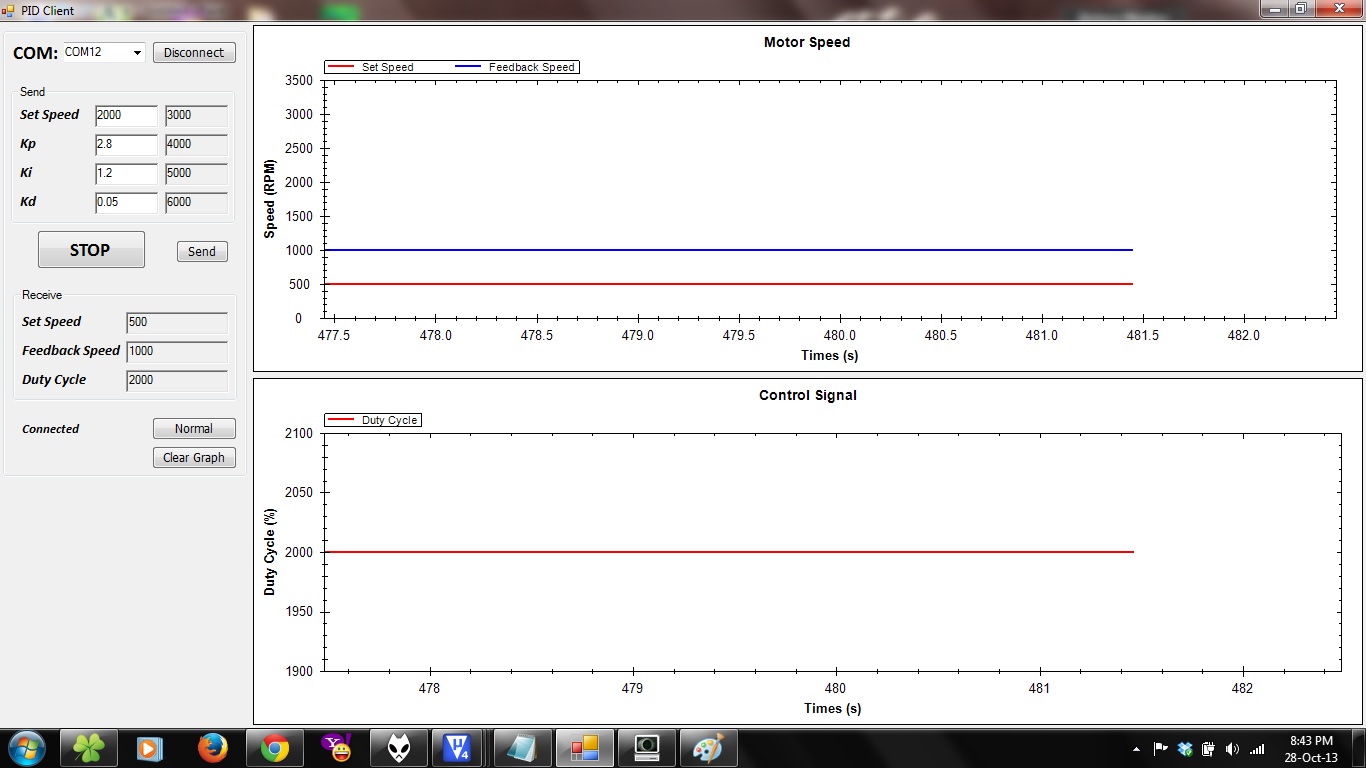 PID Client
COM: COM12 Disconnect
Send
Set Speed 2000 3000
Kp 2.8 4000
Ki 1.2 5000
Kd 0.05 6000
STOP Send
Receive
Set Speed 500
Feedback Speed 1000
Duty Cycle 2000
Connected Normal
Clear Graph
Motor Speed
Set Speed Feedback Speed
3500
3000
2500
2000
1500
1000
500
0
Speed (RPM)
477.5 478.0 478.5 479.0 479.5 480.0 480.5 481.0 481.5 482.0
Times (s)
Control Signal
Duty Cycle
2100
2050
2000
1950
1900
Duty Cycle (%)
478 479 480 481 482
Times (s)
8:43 PM
28-Oct-13